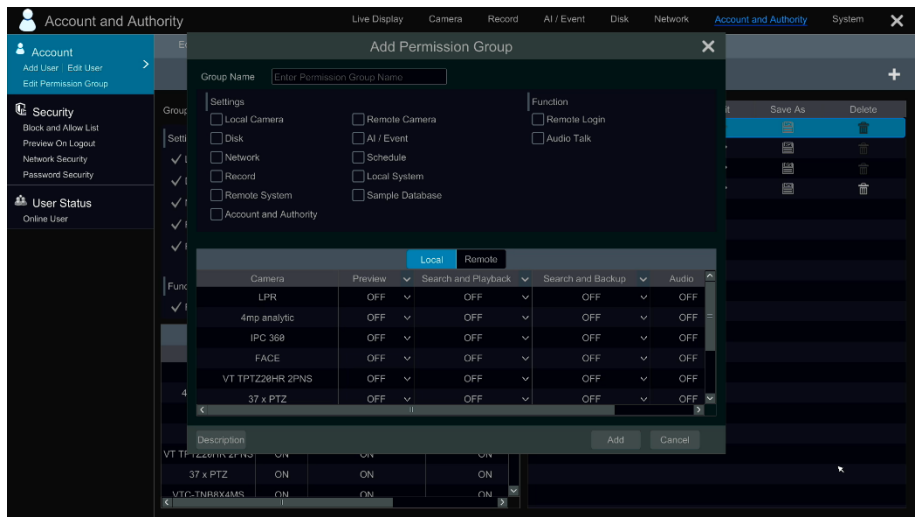 Account and Authority
Live Display Camera Record AI / Event Disk Network Account and Authority System
Account
Add User Edit User
Edit Permission Group
Security
Block and Allow List
Preview On Logout
Network Security
Password Security
User Status
Online User
Add Permission Group
Group Name Enter Permission Group Name
Settings
Local Camera Remote Camera
Disk AI / Event
Network Schedule
Record Local System
Remote System Sample Database
Account and Authority
Function
Remote Login
Audio Talk
Save As Delete
Local Remote
Camera Preview Search and Playback Search and Backup Audio
LPR OFF OFF OFF OFF
4mp analytic OFF OFF OFF OFF
IPC 360 OFF OFF OFF OFF
FACE OFF OFF OFF OFF
VT TPTZ20HR 2PNS OFF OFF OFF OFF
37 x PTZ OFF OFF OFF OFF
Description Add Cancel
37 x PTZ ON ON ON
VTC-TNB8X4MS ON ON ON